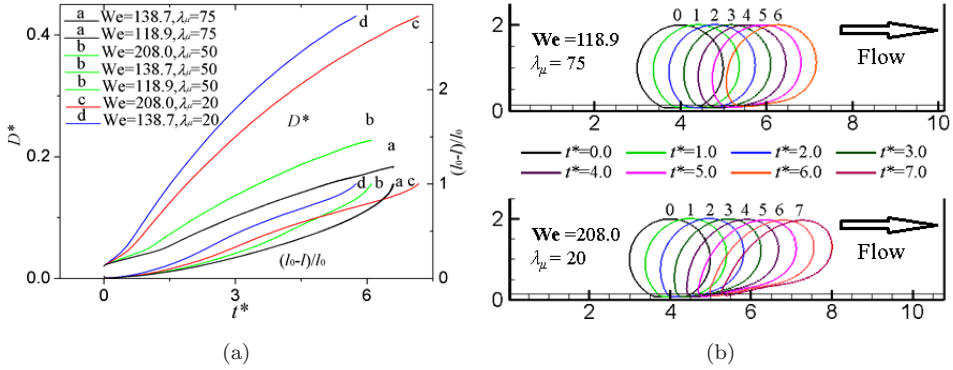 a We=138.7,λμ=75
a We=118.9,λμ=75
b We=208.0,λμ=50
b We=138.7,λμ=50
b We=118.9,λμ=50
c We=208.0,λμ=20
d We=138.7,λμ=20
0.4
0.2
0.0
D*
d
c
D*
b
a
d b a c
(l0-l)/l0
2
1
0
(l0-l)/l0
0 3 6
t*
(a)
2
1
0
We =118.9
λμ = 75
0 1 2 3 4 5 6
Flow
2 4 6 8 10
t*=0.0 t*=1.0 t*=2.0 t*=3.0
t*=4.0 t*=5.0 t*=6.0 t*=7.0
3
2
1
0
We =208.0
λμ = 20
0 1 2 3 4 5 6 7
Flow
2 4 6 8 10
(b)